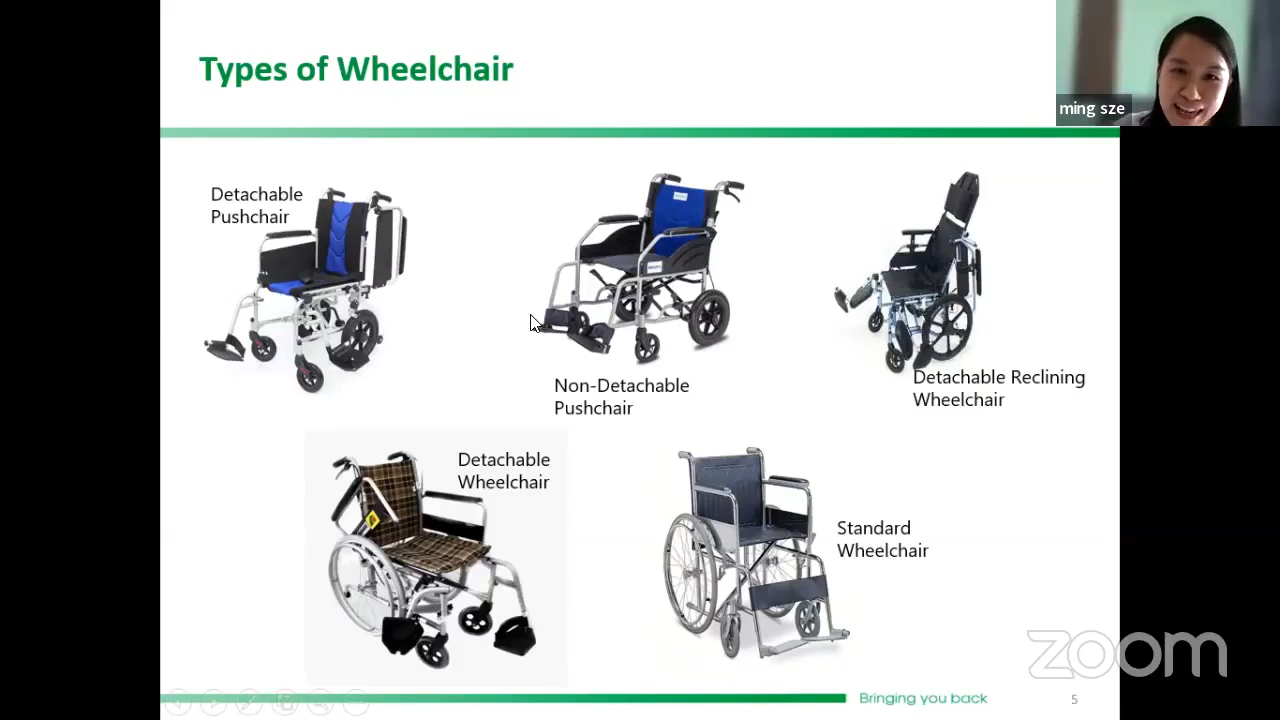 Types of Wheelchair
ming sze
Detachable
Pushchair
Non-Detachable
Pushchair
Detachable Reclining
Wheelchair
Detachable
Wheelchair
Standard
Wheelchair
zoom
Bringing you back
5